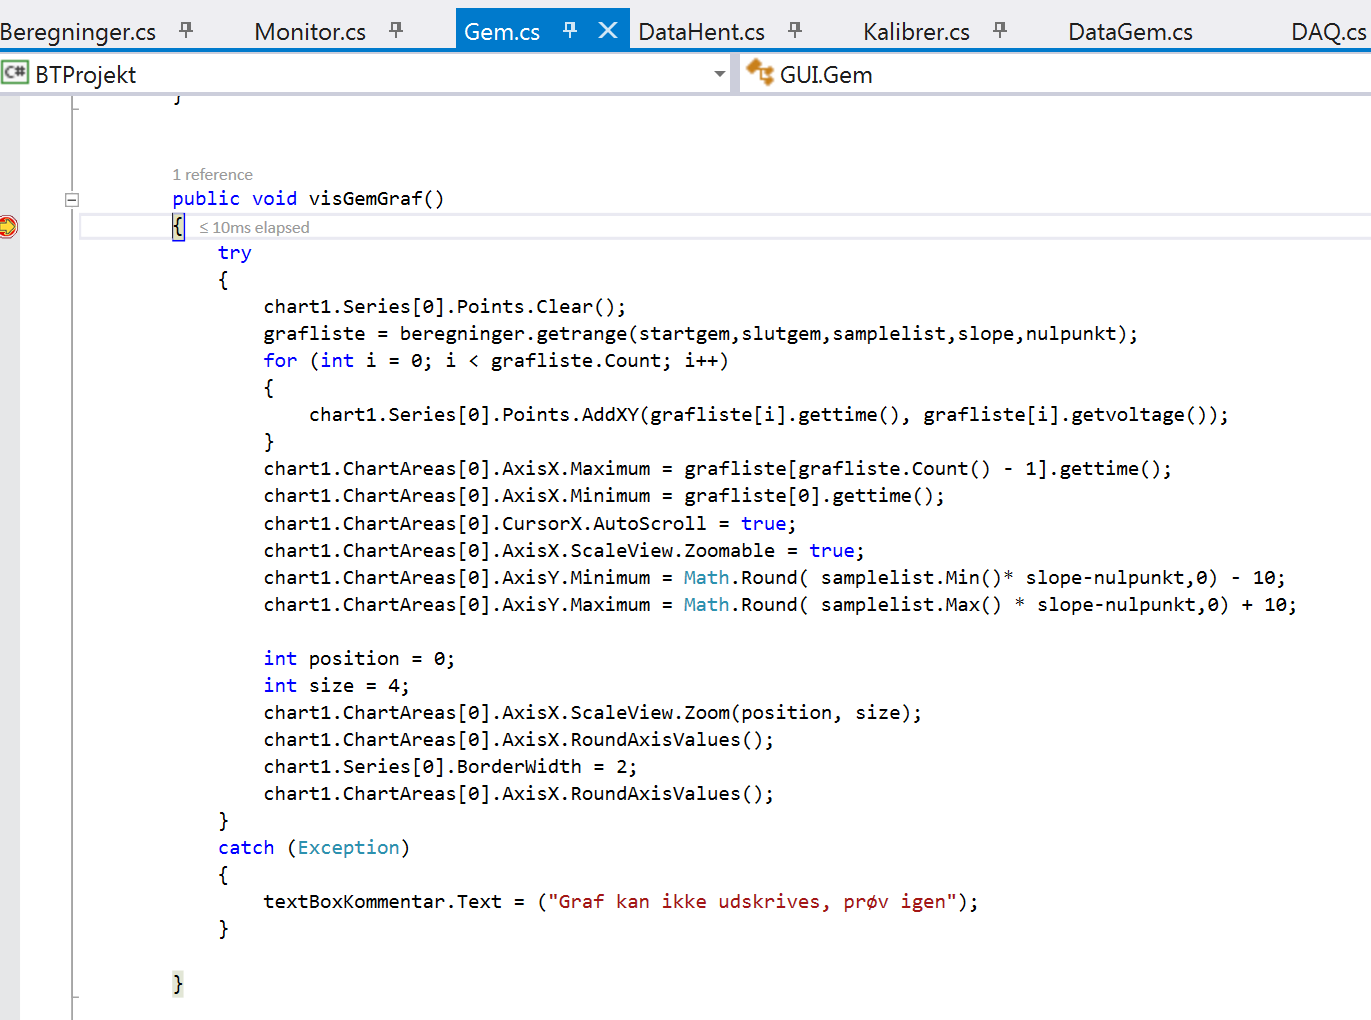 Beregninger.cs Monitor.cs Gem.cs DataHent.cs Kalibrer.cs DataGem.cs DAQ.cs
C# BTProjekt GUI.Gem
}
1 reference
public void visGemGraf()
{ ≤ 10ms elapsed
try
{
chart1.Series[0].Points.Clear();
grafliste = beregninger.getrange(startgem,slutgem,samplelist,slope,nulpunkt);
for (int i = 0; i < grafliste.Count; i++)
{
chart1.Series[0].Points.AddXY(grafliste[i].gettime(), grafliste[i].getvoltage());
}
chart1.ChartAreas[0].AxisX.Maximum = grafliste[grafliste.Count() - 1].gettime();
chart1.ChartAreas[0].AxisX.Minimum = grafliste[0].gettime();
chart1.ChartAreas[0].CursorX.AutoScroll = true;
chart1.ChartAreas[0].AxisX.ScaleView.Zoomable = true;
chart1.ChartAreas[0].AxisY.Minimum = Math.Round( samplelist.Min()* slope-nulpunkt,0) - 10;
chart1.ChartAreas[0].AxisY.Maximum = Math.Round( samplelist.Max() * slope-nulpunkt,0) + 10;
int position = 0;
int size = 4;
chart1.ChartAreas[0].AxisX.ScaleView.Zoom(position, size);
chart1.ChartAreas[0].AxisX.RoundAxisValues();
chart1.Series[0].BorderWidth = 2;
chart1.ChartAreas[0].AxisX.RoundAxisValues();
}
catch (Exception)
{
textBoxKommentar.Text = ("Graf kan ikke udskrives, prøv igen");
}
}